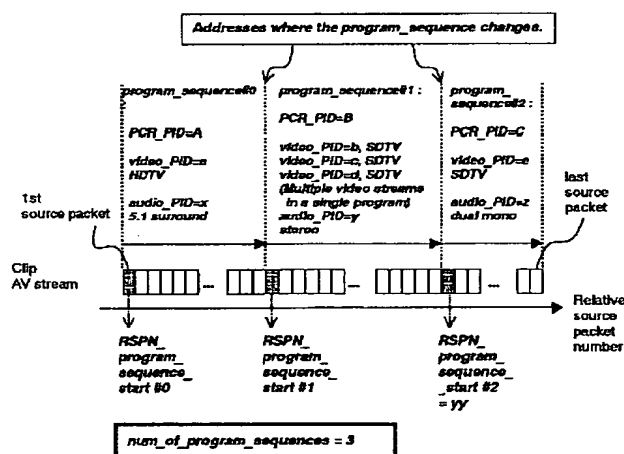 Addresses where the program_sequence changes.
program_sequence#0
PCR_PID=A
video_PID=a
HDTV
audio_PID=x
5.1 surround
program_sequence#1 :
PCR_PID=B
video_PID=b, SDTV
video_PID=c, SDTV
video_PID=d, SDTV
(Multiple video streams
in a single program)
audio_PID=y
stereo
program_
sequence#2 :
PCR_PID=C
video_PID=e
SDTV
audio_PID=z
dual mono
1st
source packet
last
source
packet
Clip
AV stream
...
...
...
Relative
source
packet
number
RSPN_
program_
sequence_
start #0
RSPN_
program_
sequence_
start #1
RSPN_
program_
sequence_
_start #2
= yy
num_of_program_sequences = 3